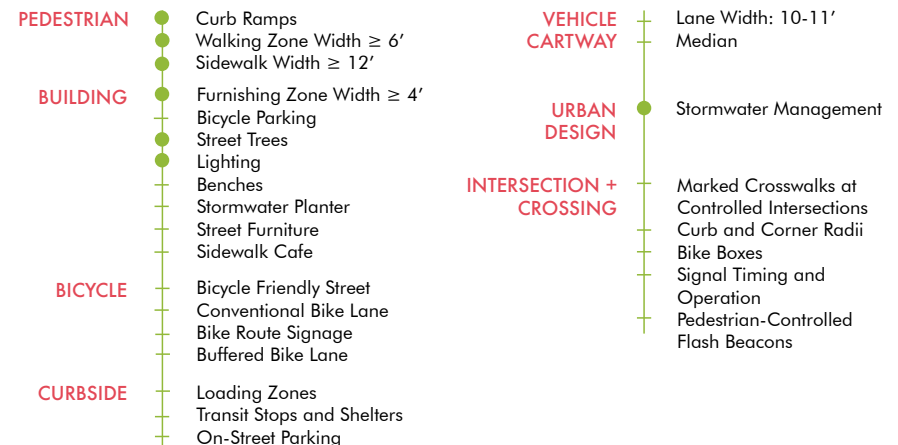 PEDESTRIAN
Curb Ramps
Walking Zone Width ≥ 6’
Sidewalk Width ≥ 12’
BUILDING
Furnishing Zone Width ≥ 4’
Bicycle Parking
Street Trees
Lighting
Benches
Stormwater Planter
Street Furniture
Sidewalk Cafe
BICYCLE
Bicycle Friendly Street
Conventional Bike Lane
Bike Route Signage
Buffered Bike Lane
CURBSIDE
Loading Zones
Transit Stops and Shelters
On-Street Parking
VEHICLE
CARTWAY
Lane Width: 10-11’
Median
URBAN
DESIGN
Stormwater Management
INTERSECTION +
CROSSING
Marked Crosswalks at
Controlled Intersections
Curb and Corner Radii
Bike Boxes
Signal Timing and
Operation
Pedestrian-Controlled
Flash Beacons